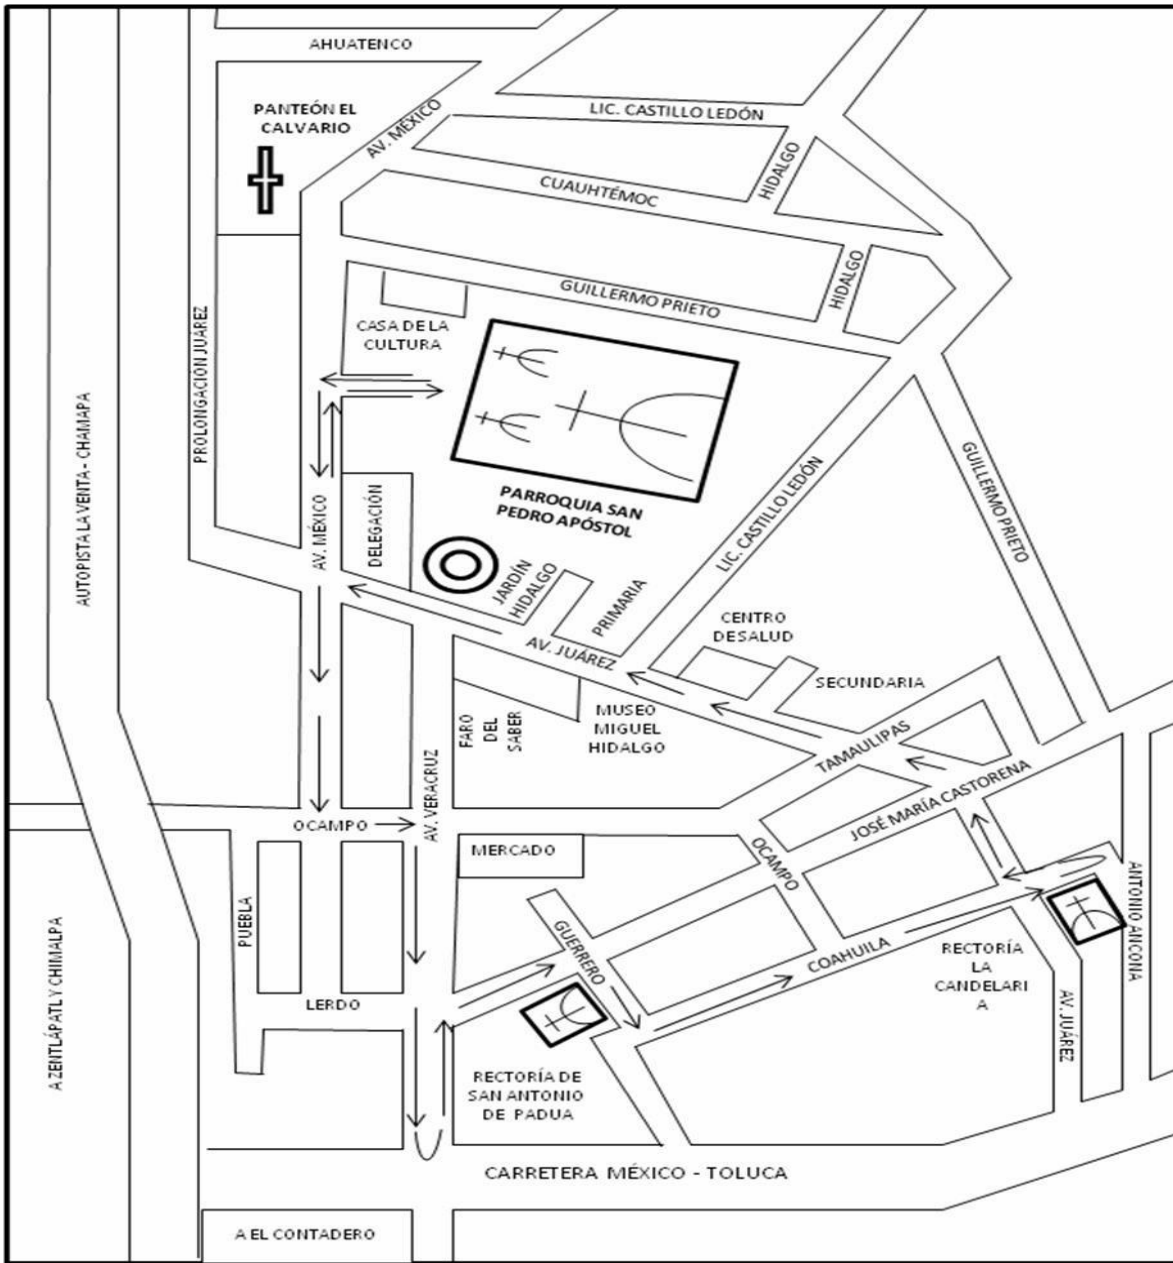 AHUATENCO
PANTEÓN EL
CALVARIO
AV. MÉXICO
LIC. CASTILLO LEDÓN
HIDALGO
CUAUHTÉMOC
HIDALGO
GUILLERMO PRIETO
CASA DE LA
CULTURA
PROLONGACIÓN JUÁREZ
AUTOPISTA LA VENTA - CHAMAPA
PARROQUIA SAN
PEDRO APÓSTOL
LIC. CASTILLO LEDÓN
GUILLERMO PRIETO
AV. MÉXICO
DELEGACIÓN
JARDÍN
HIDALGO
PRIMARIA
AV. JUÁREZ
CENTRO
DE SALUD
SECUNDARIA
FARO
DEL
SABER
MUSEO
MIGUEL
HIDALGO
TAMAULIPAS
AV. VERACRUZ
JOSÉ MARÍA CASTORENA
OCAMPO
MERCADO
OCAMPO
PUEBLA
GUERRERO
COAHUILA
RECTORÍA
LA
CANDELARI
A
ANTONIO ANCONA
AV. JUÁREZ
LERDO
A ZENTLÁPATL Y CHIMALPA
RECTORÍA DE
SAN ANTONIO
DE PADUA
CARRETERA MÉXICO - TOLUCA
A EL CONTADERO